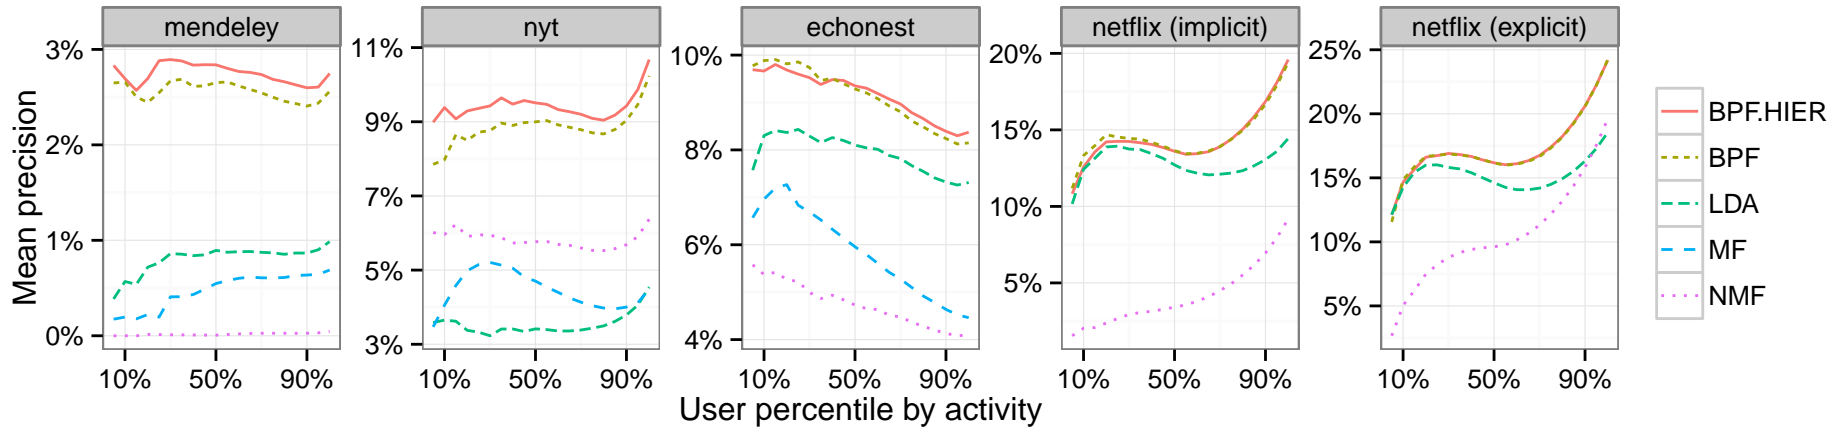 mendeley
nyt
echonest
netflix (implicit)
netflix (explicit)
Mean precision
3%
2%
1%
0%
10% 50% 90%
11%
9%
7%
5%
3%
10% 50% 90%
10%
8%
6%
4%
10% 50% 90%
20%
15%
10%
5%
10% 50% 90%
25%
20%
15%
10%
5%
10% 50% 90%
User percentile by activity
BPF.HIER
BPF
LDA
MF
NMF